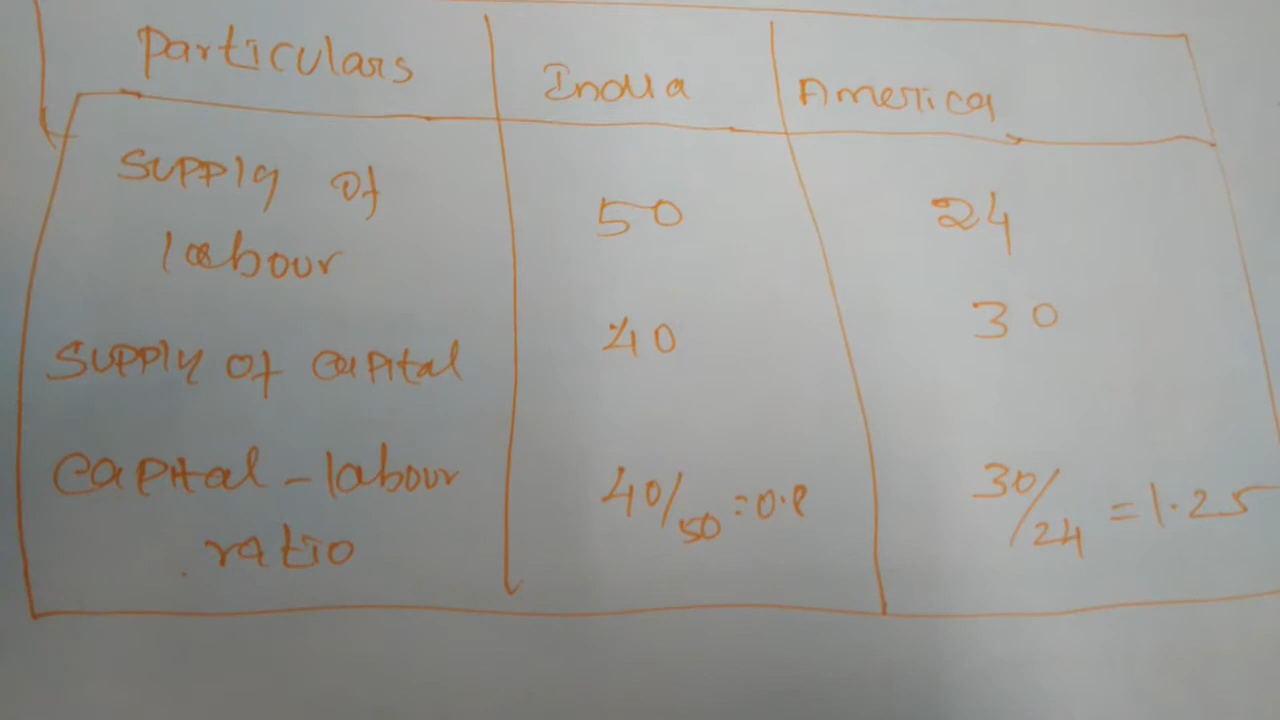 Particulars India America
Supply of labour 50 24
Supply of capital 40 30
Capital-labour ratio 40/50 = 0.8 30/24 = 1.25